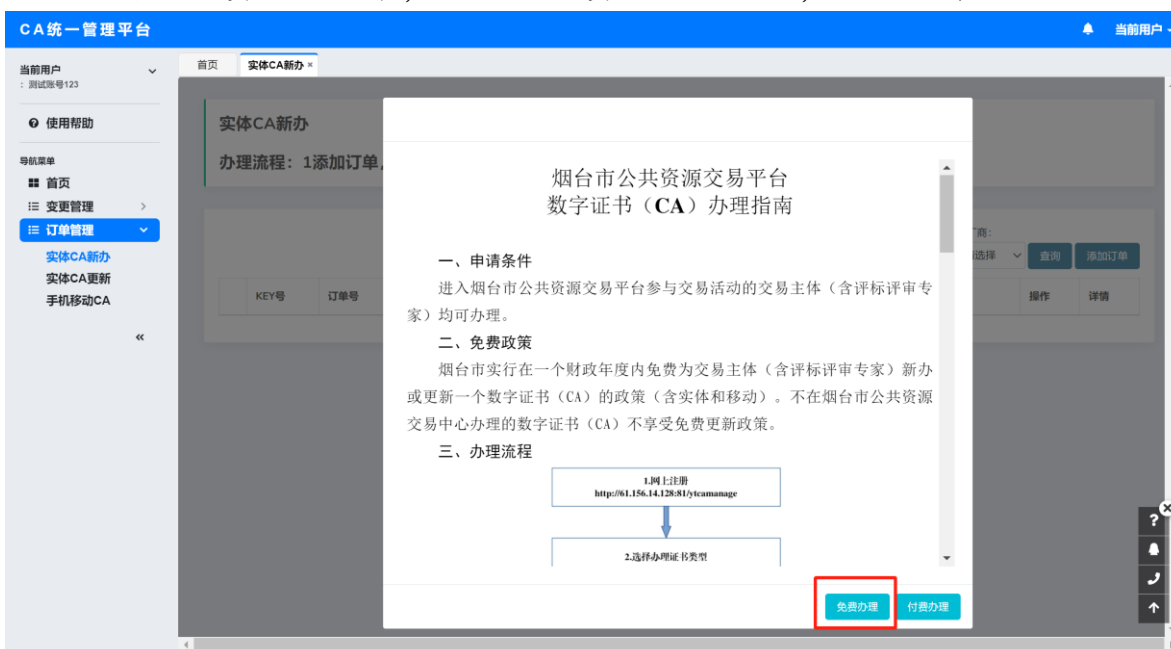 CA统一管理平台
当前用户
当前用户
: 测试账号123
使用帮助
导航菜单
首页
变更管理
订单管理
实体CA新办
实体CA更新
手机移动CA
首页
实体CA新办 ×
实体CA新办
办理流程：1添加订单,
商:
选择
查询
添加订单
KEY号
订单号
操作
详情
烟台市公共资源交易平台
数字证书（CA）办理指南
一、申请条件
进入烟台市公共资源交易平台参与交易活动的交易主体（含评标评审专
家）均可办理。
二、免费政策
烟台市实行在一个财政年度内免费为交易主体（含评标评审专家）新办
或更新一个数字证书（CA）的政策（含实体和移动）。不在烟台市公共资源
交易中心办理的数字证书（CA）不享受免费更新政策。
三、办理流程
1.网上注册
http://61.156.14.128:81/ytcamanage
2.选择办理证书类型
免费办理
付费办理